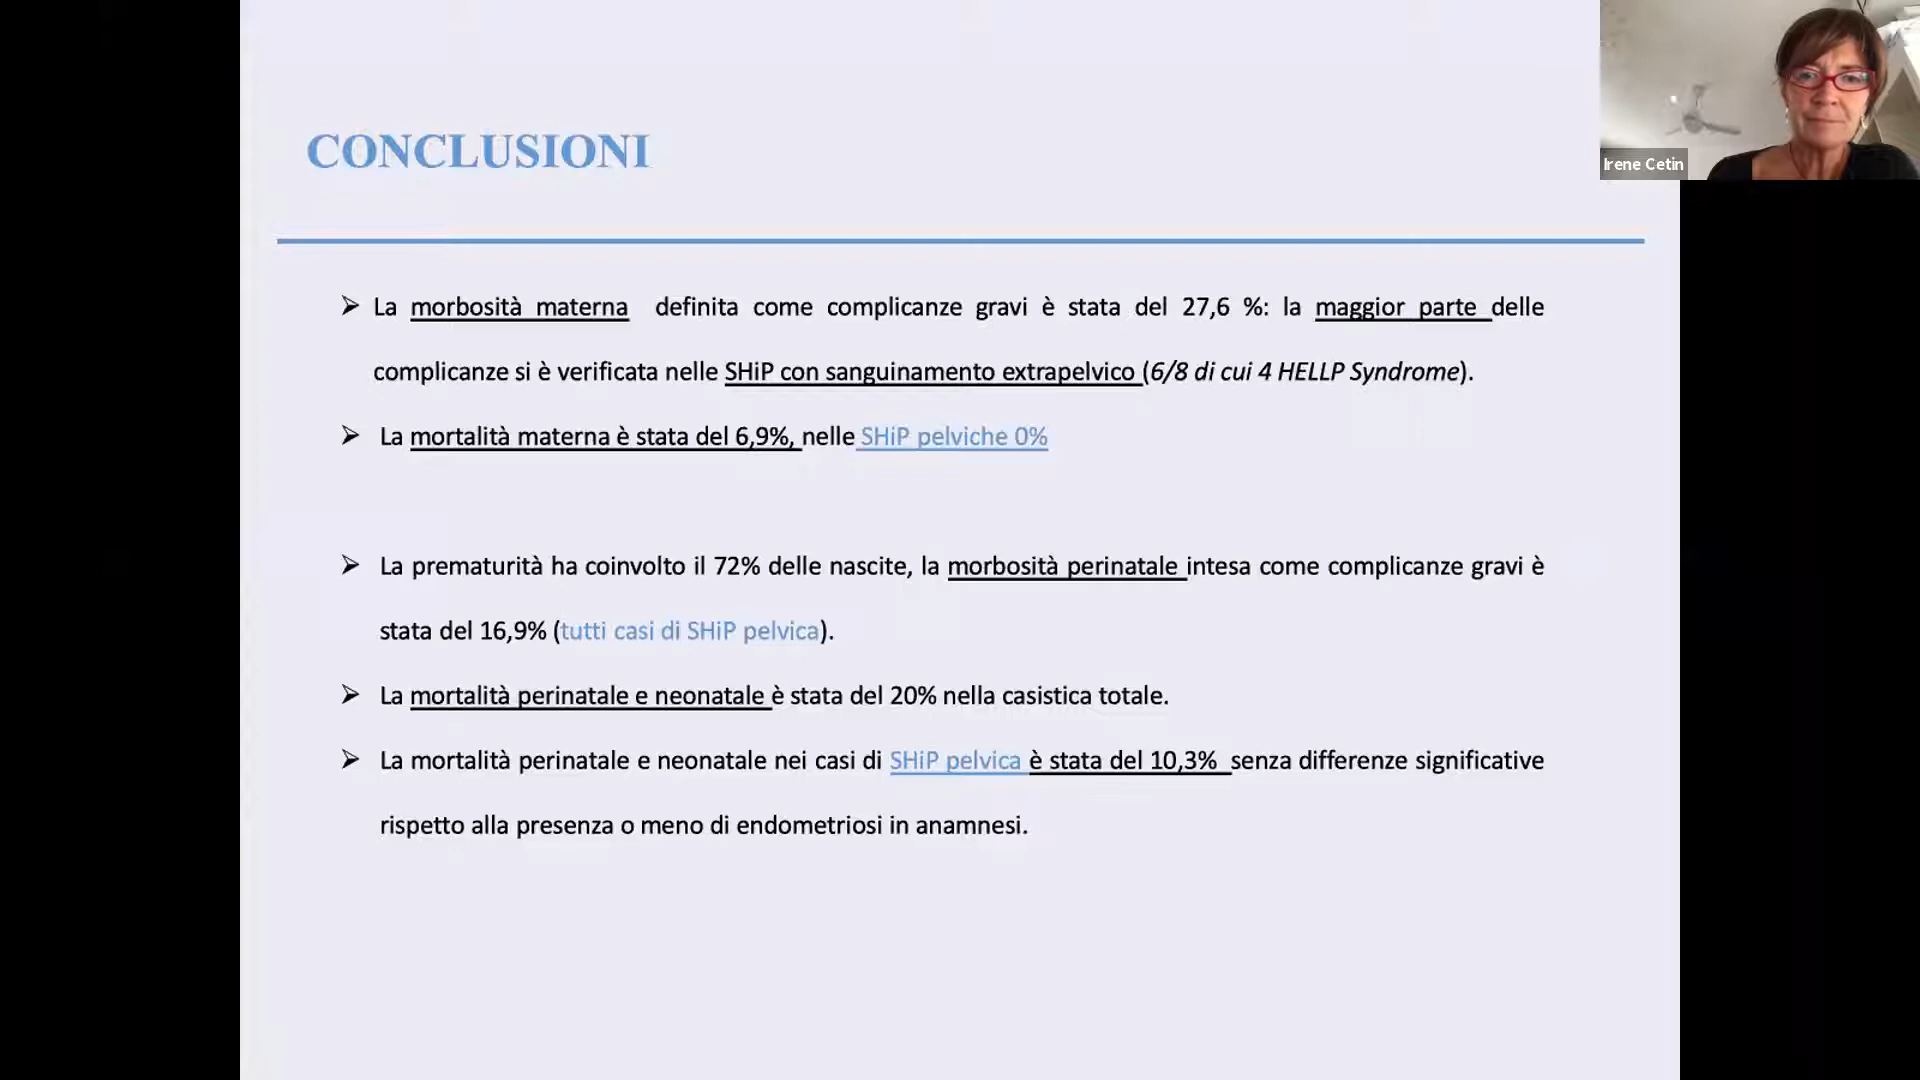 CONCLUSIONI
Irene Cetin
➢ La morbosità materna definita come complicanze gravi è stata del 27,6 %: la maggior parte delle
complicanze si è verificata nelle SHiP con sanguinamento extrapelvico (6/8 di cui 4 HELLP Syndrome).
➢ La mortalità materna è stata del 6,9%, nelle SHiP pelviche 0%
➢ La prematurità ha coinvolto il 72% delle nascite, la morbosità perinatale intesa come complicanze gravi è
stata del 16,9% (tutti casi di SHiP pelvica).
➢ La mortalità perinatale e neonatale è stata del 20% nella casistica totale.
➢ La mortalità perinatale e neonatale nei casi di SHiP pelvica è stata del 10,3% senza differenze significative
rispetto alla presenza o meno di endometriosi in anamnesi.